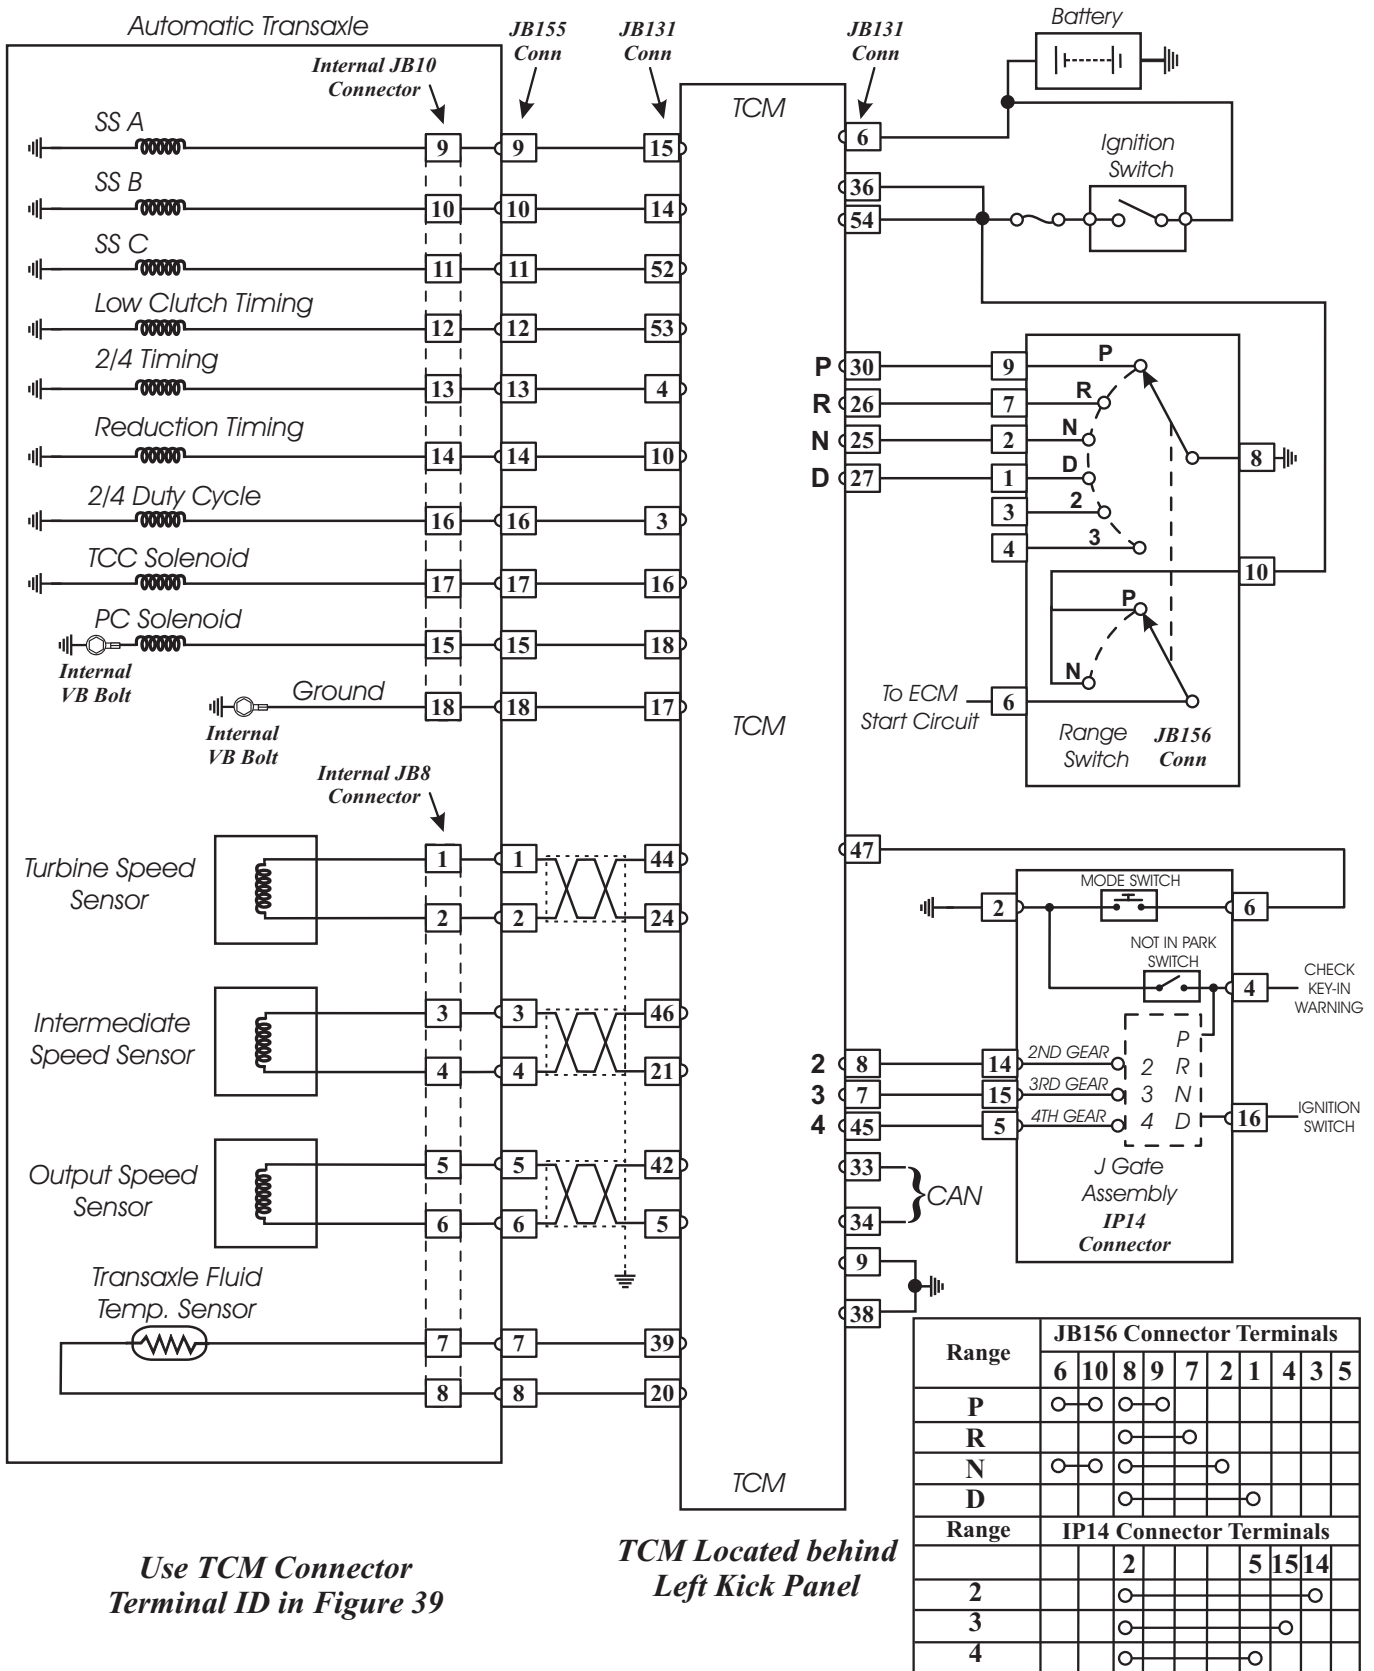 Automatic Transaxle
Internal JB10
Connector
JB155
Conn
JB131
Conn
JB131
Conn
Battery
TCM
SS A
9 9 15
6
Ignition
Switch
SS B
10 10 14
36
54
SS C
11 11 52
Low Clutch Timing
12 12 53
2/4 Timing
13 13 4
P 30 9 P
R 26 7 R
N 25 2 N
D 27 1 D
3 2
4 3
8
10
Reduction Timing
14 14 10
2/4 Duty Cycle
16 16 3
TCC Solenoid
17 17 16
PC Solenoid
15 15 18
Internal
VB Bolt
Ground
18 18 17
Internal
VB Bolt
TCM
P
N
To ECM
Start Circuit
6
Range
Switch
JB156
Conn
Internal JB8
Connector
Turbine Speed
Sensor
1 1 44
2 2 24
Intermediate
Speed Sensor
3 3 46
4 4 21
Output Speed
Sensor
5 5 42
6 6 5
Transaxle Fluid
Temp. Sensor
7 7 39
8 8 20
47
MODE SWITCH
2 6
NOT IN PARK
SWITCH
4
CHECK
KEY-IN
WARNING
2 8 14 2ND GEAR
3 7 15 3RD GEAR
4 45 5 4TH GEAR
P
2 R
3 N
4 D
16
IGNITION
SWITCH
J Gate
Assembly
IP14
Connector
33
34
CAN
9
38
TCM
Range JB156 Connector Terminals
6 10 8 9 7 2 1 4 3 5
P
R
N
D
Range IP14 Connector Terminals
2 5 15 14
2
3
4
Use TCM Connector
Terminal ID in Figure 39
TCM Located behind
Left Kick Panel